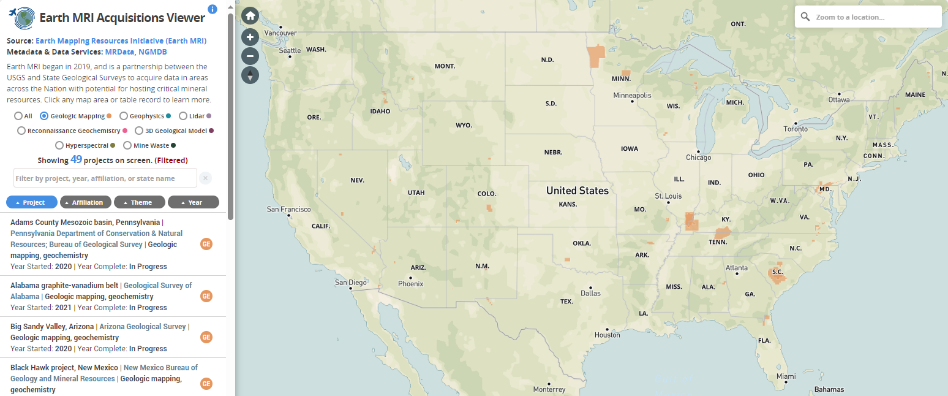 Earth MRI Acquisitions Viewer
Source: Earth Mapping Resources Initiative (Earth MRI)
Metadata & Data Services: MRData, NGMDB
Earth MRI began in 2019, and is a partnership between the
USGS and State Geological Surveys to acquire data in areas
across the Nation with potential for hosting critical mineral
resources. Click any map area or table record to learn more.
All Geologic Mapping Geophysics Lidar
Reconnaissance Geochemistry 3D Geological Model
Hyperspectral Mine Waste
Showing 49 projects on screen. (Filtered)
Filter by project, year, affiliation, or state name
Project Affiliation Theme Year
Adams County Mesozoic basin, Pennsylvania |
Pennsylvania Department of Conservation & Natural
Resources; Bureau of Geological Survey | Geologic
mapping, geochemistry
Year Started: 2020 | Year Complete: In Progress
GE
Alabama graphite-vanadium belt | Geological Survey of
Alabama | Geologic mapping, geochemistry
Year Started: 2021 | Year Complete: In Progress
GE
Big Sandy Valley, Arizona | Arizona Geological Survey |
Geologic mapping, geochemistry
Year Started: 2020 | Year Complete: In Progress
GE
Black Hawk project, New Mexico | New Mexico Bureau of
Geology and Mineral Resources | Geologic mapping,
geochemistry
GE
Zoom to a location...
ONT.
Vancouver
Seattle
WASH.
MONT.
N.D.
MINN.
Minneapolis
Ottawa
MAINE
N.
ORE.
IDAHO
S.D.
WIS.
MICH.
VT.
WYO.
Toronto
N.Y.
MASS.
CONN.
IOWA
Chicago
NEBR.
PA.
NEV.
UTAH
COLO.
United States
KANS.
ILL.
IND.
OHIO
N.J.
MD.
St. Louis
MO.
W.VA.
San Francisco
CALIF.
KY.
VA.
TENN.
OKLA.
N.C.
ARK.
ARIZ.
N.M.
Atlanta
S.C.
San Diego
Phoenix
Dallas
MISS.
ALA.
GA.
TEX.
LA.
Houston
FLA.
Miami
Monterrey
Bahamas